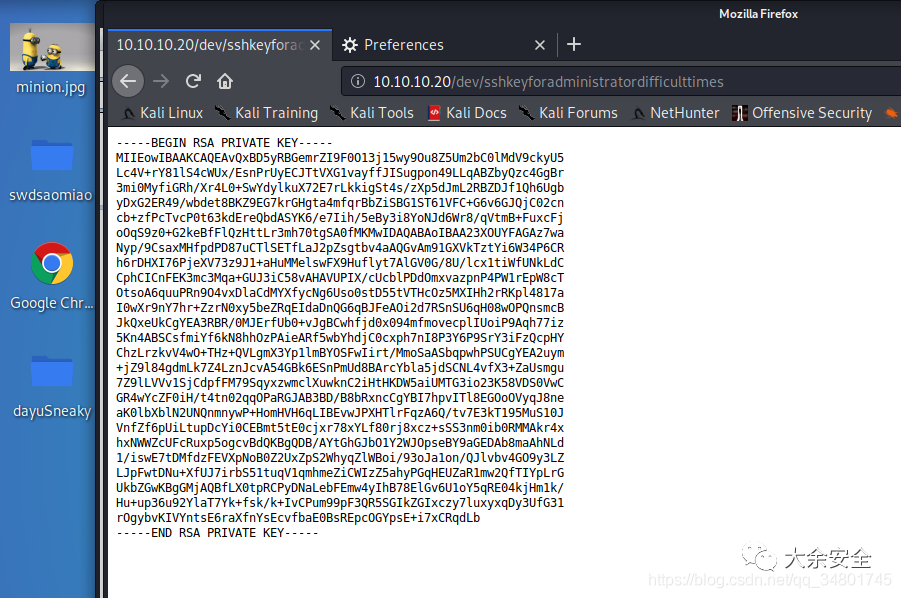 Mozilla Firefox
10.10.10.20/dev/sshkeyforad
Preferences
10.10.10.20/dev/sshkeyforadministratordifficulttimes
Kali Linux Kali Training Kali Tools Kali Docs Kali Forums NetHunter Offensive Security
minion.jpg
swdsaomiao
Google Chr...
dayuSneaky
-----BEGIN RSA PRIVATE KEY-----
MIIEowIBAAKCAQEAvQxBD5yRBGemrZI9F0O13j15wy9Ou8Z5Um2bC0lMdV9ckyU5
Lc4V+rY81lS4cWUx/EsnPrUyECJTtVXG1vayffJISugpon49LLqABZbyQzc4GgBr
3mi0MyfiGRh/Xr4L0+SwYdylkuX72E7rLkkigSt4s/zXp5dJmL2RBZDJf1Qh6Ugb
yDxG2ER49/wbdet8BKZ9EG7krGHgta4mfqrBbZiSBG1ST61VFC+G6v6GJQjC02cn
cb+zfPcTvcP0t63kdEreQbdASYK6/e7Iih/5eBy3i8YoNJd6Wr8/qVtmB+FuxcFj
oOqS9z0+G2keBfFlQzHttLr3mh70tgSA0fMKMwIDAQABAoIBAA23XOUYFAGAz7wa
Nyp/9CsaxMHfpdPD87uCTlSETfLaJ2pZsgtbv4aAQGvAm91GXVkTztYi6W34P6CR
h6rDHXI76PjeXV73z9J1+aHuMMelswFX9Huflyt7AlGV0G/8U/lcx1tiWfUNkLdC
CphCICnFEK3mc3Mqa+GUJ3iC58vAHAVUPIX/cUcblPDdOmxvazpnP4PW1rEpW8cT
OtsoA6quuPRn9O4vxDlaCdMYXfycNg6Uso0stD55tVTHcOz5MXIHh2rRKpl4817a
I0wXr9nY7hr+ZzrN0xy5beZRqEIdaDnQG6qBJFeAOi2d7RSnSU6qH08wOPQnsmcB
JkQxeUkCgYEA3RBR/0MJErfUb0+vJgBCwhfjd0x094mfmovecplIUoiP9Aqh77iz
5Kn4ABSCsfmiYf6kN8hhOzPAieARf5wbYhdjC0cxph7nI8P3Y6P9SrY3iFzQcpHY
ChzLrzkvV4wO+THz+QVLgmX3Yp1lmBYOSFwIirt/MmoSaASbqpwhPSUCgYEA2uym
+jZ9l84gdmLk7Z4LznJcvA54GBk6ESnPmUd8BArcYbla5jdSCNL4vfX3+ZaUsmgu
7Z9lLVVv1SjCdpfFM79SqyxzwmclXuwknC2iHtHKDW5aiUMTG3io23K58VDS0VwC
GR4wYcZF0iH/t4tn02qqOPaRGJAB3BD/B8bRxncCgYBI7hpvITl8EGOoOVyqJ8ne
aK0lbXblN2UNQnmnywP+HomHVH6qLIBEvwJPXHTlrFqzA6Q/tv7E3kT195MuS10J
VnfZf6pUiLtupDcYi0CEBmt5tE0cjxr78xYLf80rj8xcz+sSS3nm0ib0RMMAkr4x
hxNWWZcUFcRuxp5ogcvBdQKBgQDB/AYtGhGJbO1Y2WJOpseBY9aGEDAb8maAhNLd
1/iswE7tDMfdzFEVXpNoB0Z2UxZpS2WhyqZlWBoi/93oJa1on/QJlvbv4GO9y3LZ
LJpFwtDNu+XfUJ7irbS51tuqV1qmhmeZiCWIzZ5ahyPGqHEUZaR1mw2QfTIYpLrG
UkbZGwKBgGMjAQBfLX0tpRCPyDNaLebFEmw4yIhB78ElGv6U1oY5qRE04kjHm1k/
Hu+up36u92YlaT7Yk+fsk/k+IvCPum99pF3QR5SGIkZGIxczy7luxyxqDy3UfG31
rOgybvKIVYntsE6raXfnYsEcvfbaE0BsREpcOGYpsE+i7xCRqdLb
-----END RSA PRIVATE KEY-----
大余安全
https://blog.csdn.net/qq_34801745